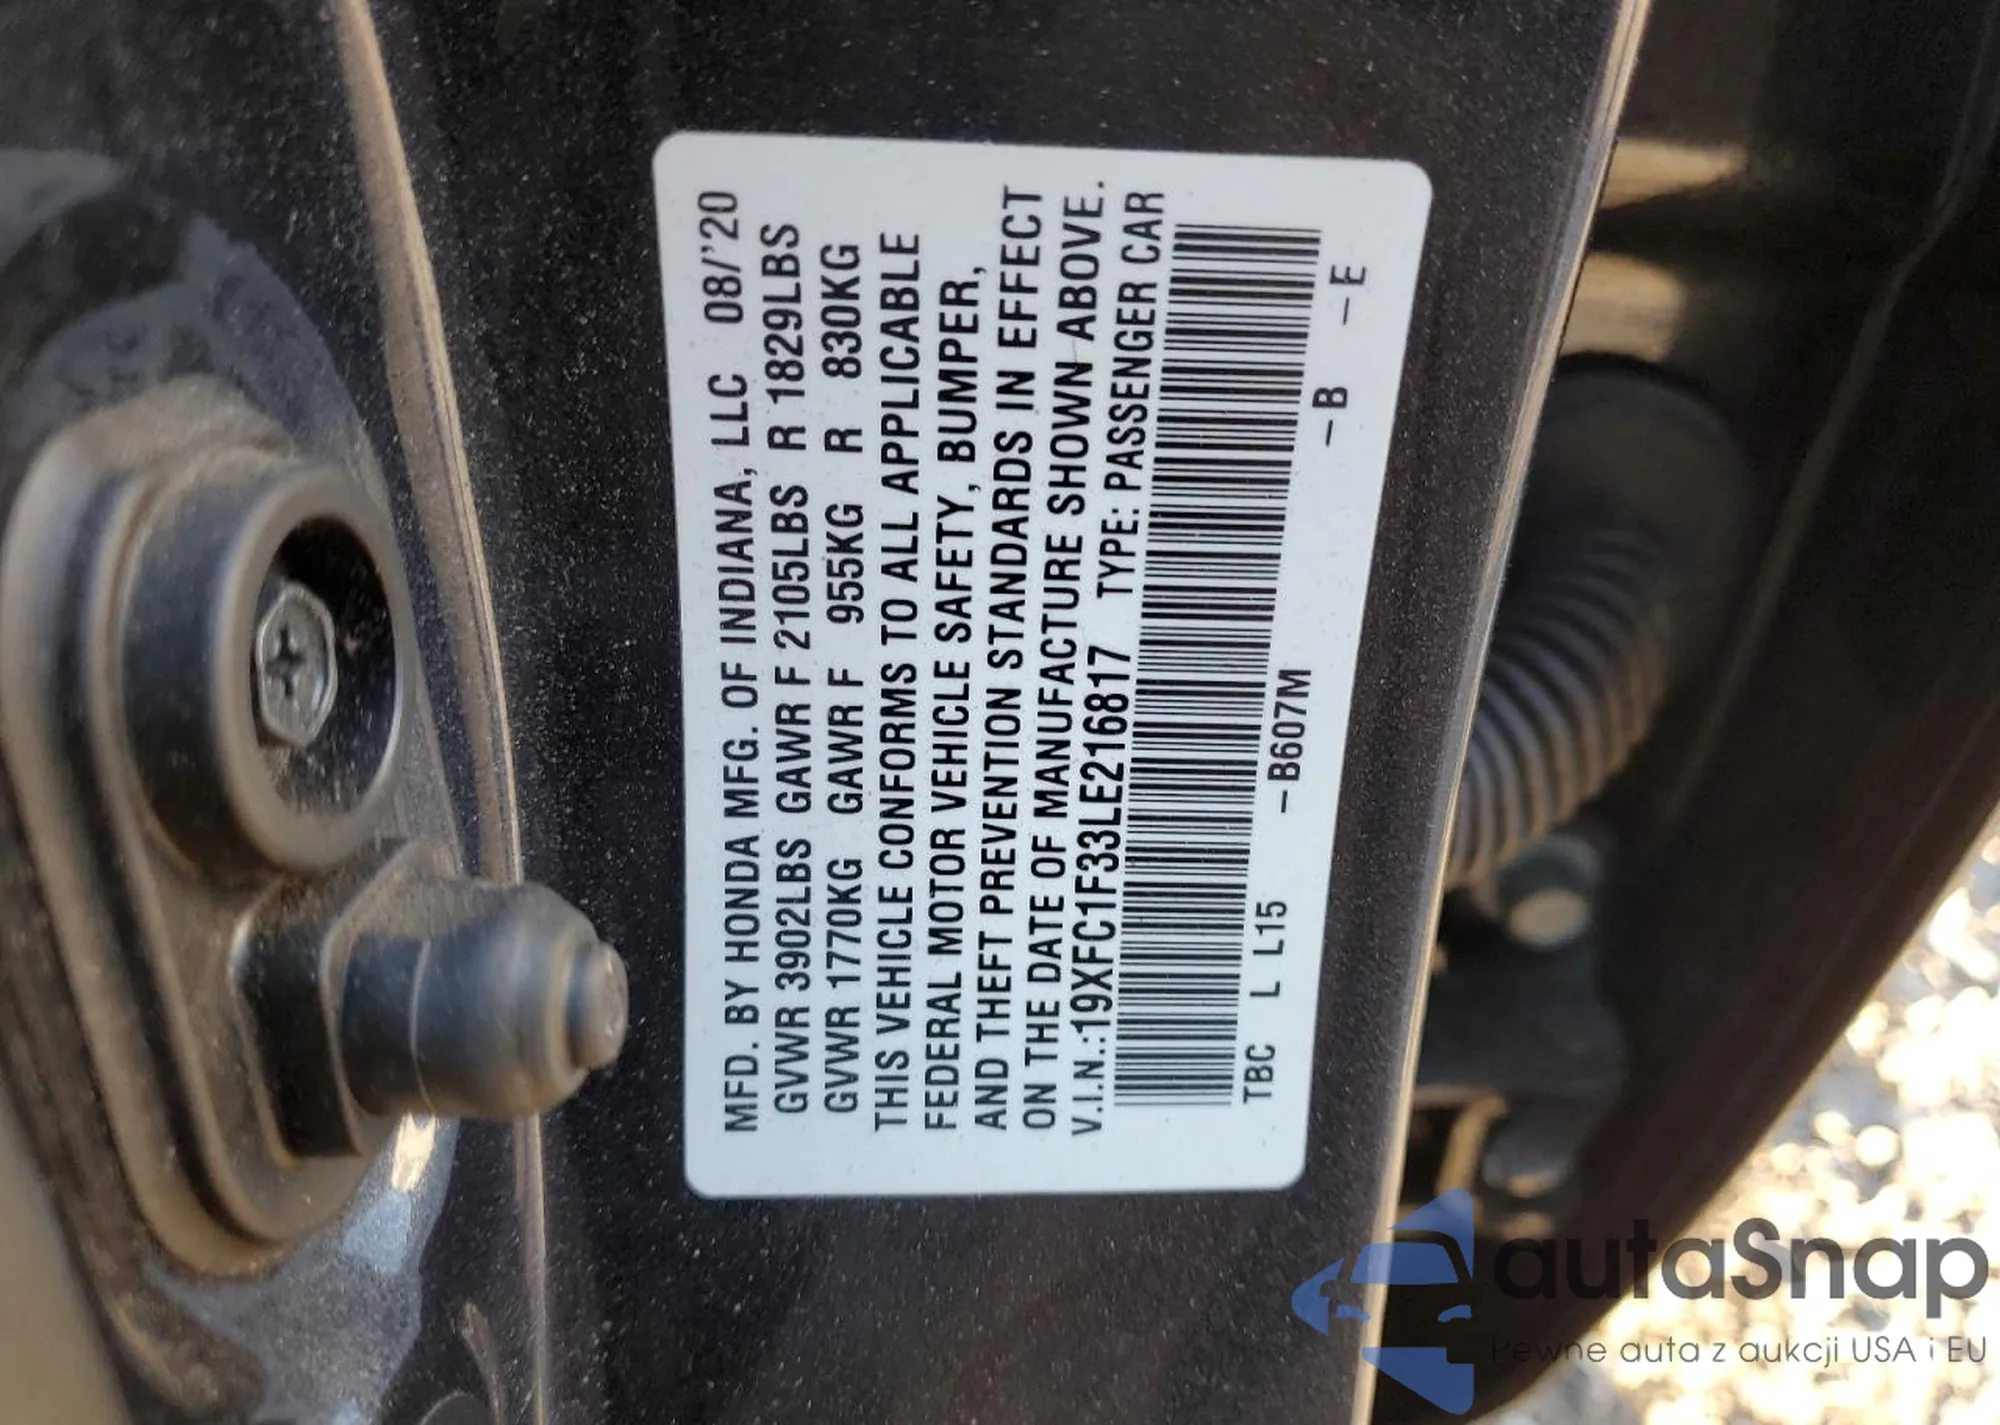 MFD. BY HONDA MFG. OF INDIANA, LLC 08/'20
GVWR 3902LBS GAWR F 2105LBS R 1829LBS
GVWR 1770KG GAWR F 955KG R 830KG
THIS VEHICLE CONFORMS TO ALL APPLICABLE
FEDERAL MOTOR VEHICLE SAFETY, BUMPER,
AND THEFT PREVENTION STANDARDS IN EFFECT
ON THE DATE OF MANUFACTURE SHOWN ABOVE.
V.I.N.:19XFC1F33LE216817 TYPE: PASSENGER CAR
TBC L L15 –B607M –B –E
autaSnap
Pewne auta z aukcji USA i EU